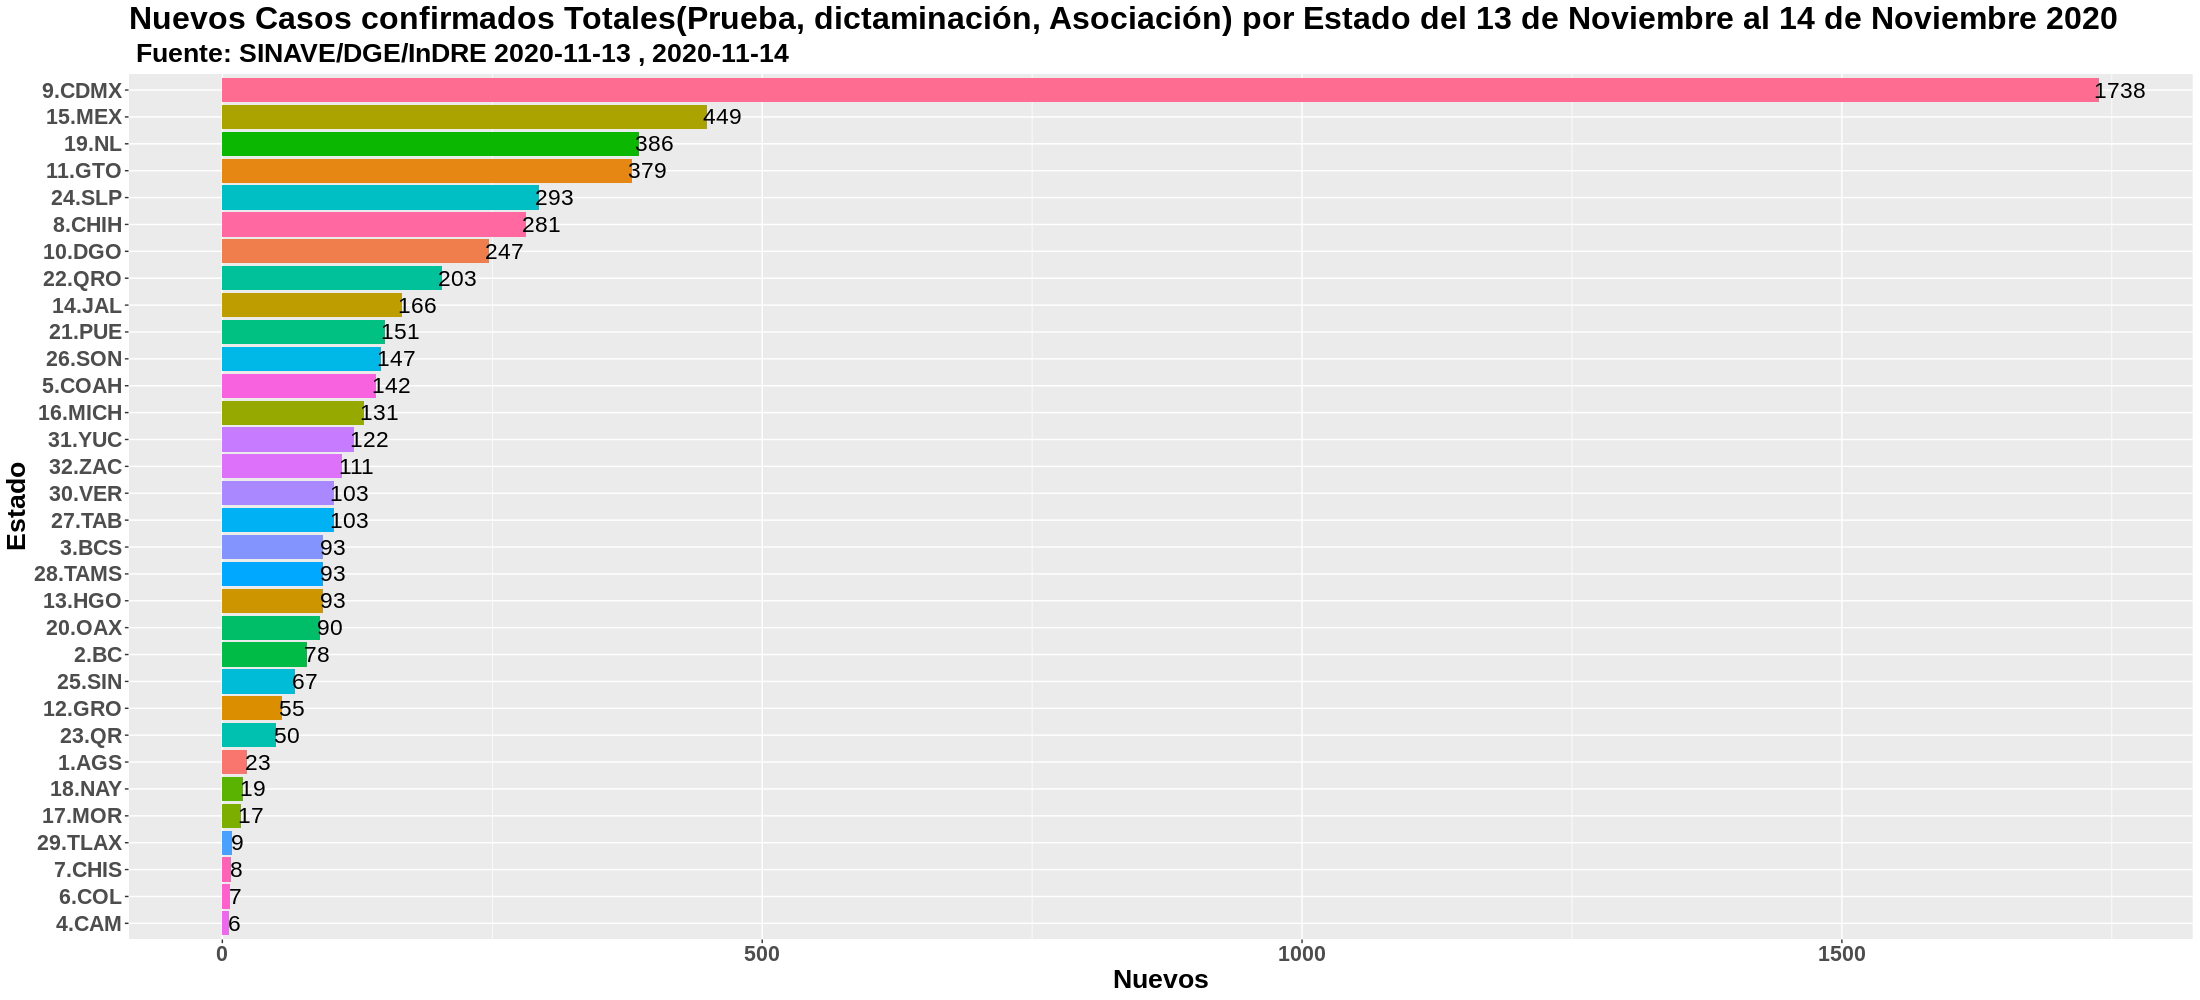 Nuevos Casos confirmados Totales(Prueba, dictaminación, Asociación) por Estado del 13 de Noviembre al 14 de Noviembre 2020
Fuente: SINAVE/DGE/InDRE 2020-11-13 , 2020-11-14
9.CDMX 1738
15.MEX 449
19.NL 386
11.GTO 379
24.SLP 293
8.CHIH 281
10.DGO 247
22.QRO 203
14.JAL 166
21.PUE 151
26.SON 147
5.COAH 142
16.MICH 131
31.YUC 122
32.ZAC 111
30.VER 103
27.TAB 103
3.BCS 93
28.TAMS 93
13.HGO 93
20.OAX 90
2.BC 78
25.SIN 67
12.GRO 55
23.QR 50
1.AGS 23
18.NAY 19
17.MOR 17
29.TLAX 9
7.CHIS 8
6.COL 7
4.CAM 6
Estado
0 500 1000 1500
Nuevos